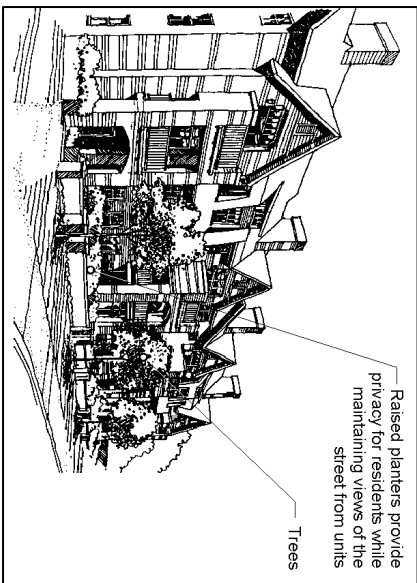 Raised planters provide
privacy for residents while
maintaining views of the
street from units
Trees